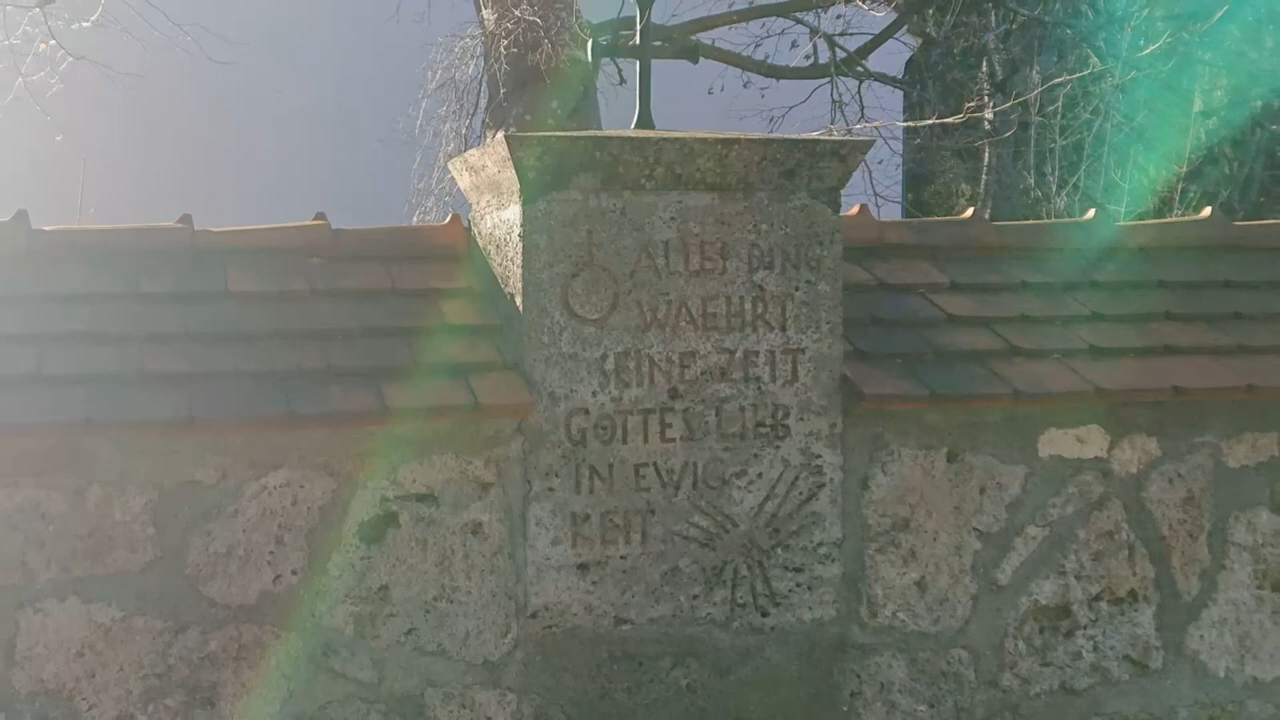 ALLES DING
WAEHRT
SEINE ZEIT
GOTTES LIEB
IN EWIG
KEIT